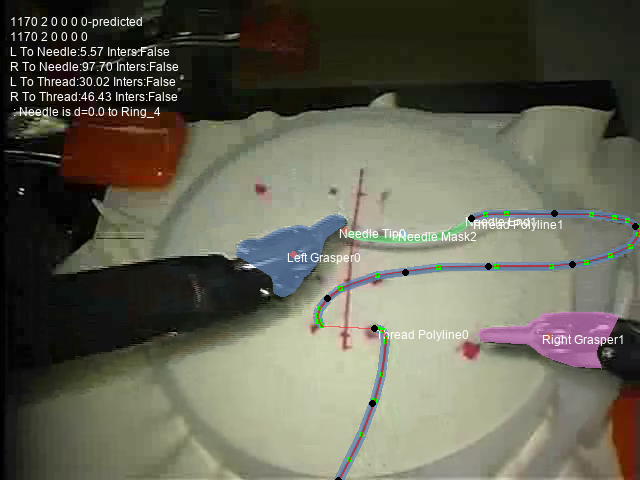 1170 2 0 0 0 0-predicted
1170 2 0 0 0 0
L To Needle:5.57 Inters:False
R To Needle:97.70 Inters:False
L To Thread:30.02 Inters:False
R To Thread:46.43 Inters:False
: Needle is d=0.0 to Ring_4
Needle End1
Thread Polyline1
Needle Tip0
Needle Mask2
Left Grasper0
Thread Polyline0
Right Grasper1